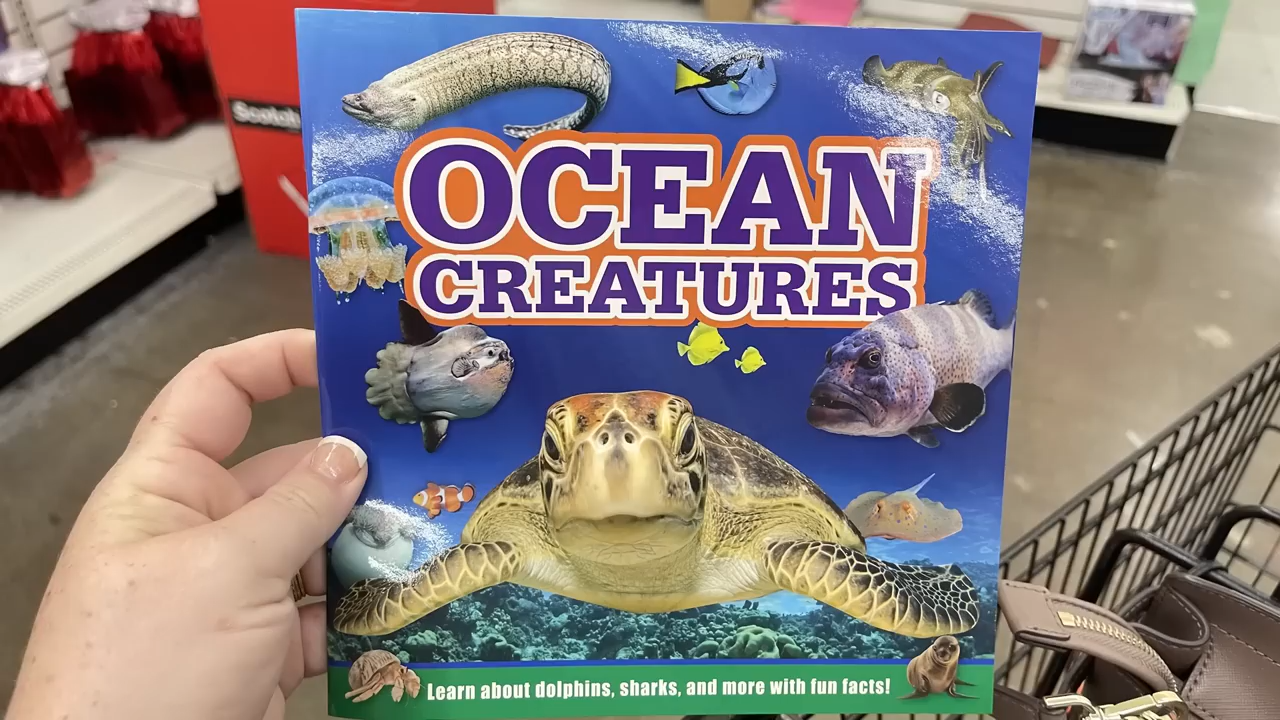 Scotch
OCEAN
CREATURES
Learn about dolphins, sharks, and more with fun facts!